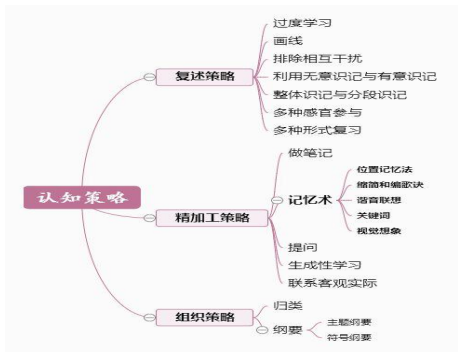 认知策略
复述策略
过度学习
画线
排除相互干扰
利用无意识记与有意识记
整体识记与分段识记
多种感官参与
多种形式复习
精加工策略
做笔记
记忆术
位置记忆法
缩简和编歌诀
谐音联想
关键词
视觉想象
提问
生成性学习
联系客观实际
组织策略
归类
纲要
主题纲要
符号纲要